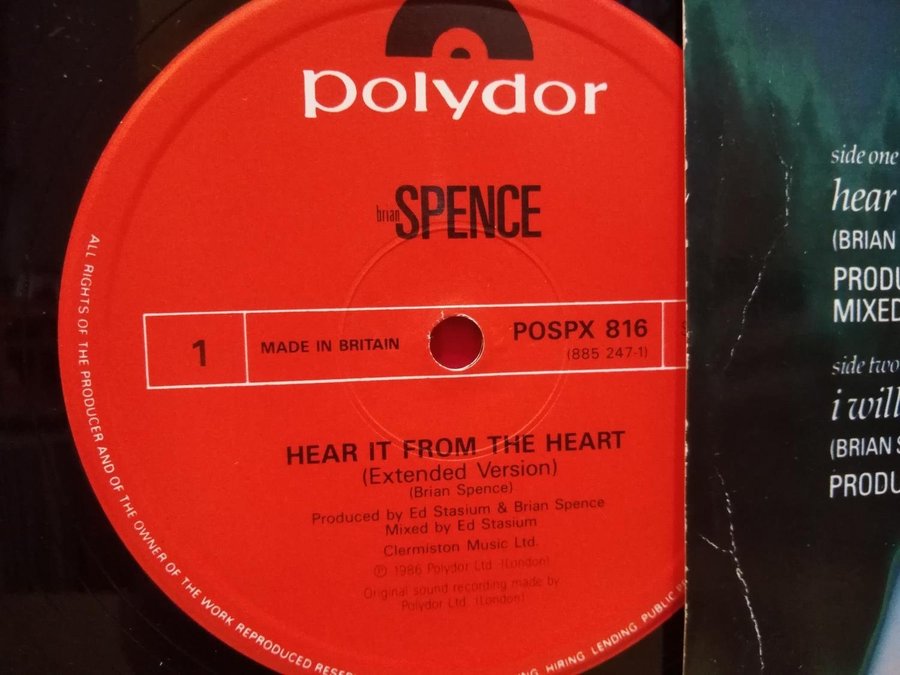 polydor
brian SPENCE
1
MADE IN BRITAIN
POSPX 816
(885 247-1)
HEAR IT FROM THE HEART
(Extended Version)
(Brian Spence)
Produced by Ed Stasium & Brian Spence
Mixed by Ed Stasium
Clermiston Music Ltd.
℗ 1986 Polydor Ltd. (London)
Original sound recording made by
Polydor Ltd. (London)
ALL RIGHTS OF THE PRODUCER AND OF THE OWNER OF THE WORK REPRODUCED RESE
HIRING LENDING PUBLIC
side one
hear
(BRIAN
PRODU
MIXED
side two
i will
(BRIAN S
PRODU